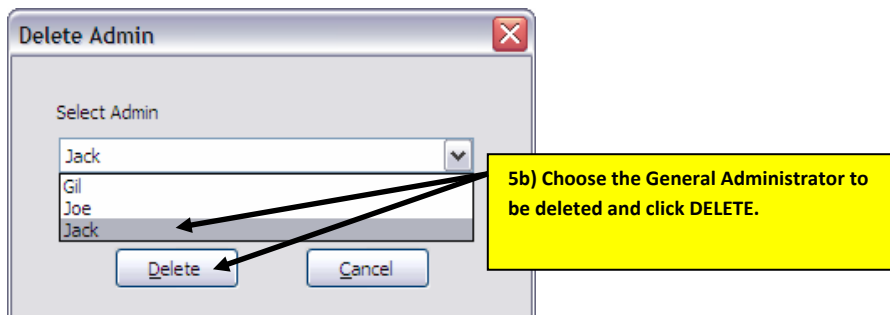 Delete Admin
Select Admin
Jack
Gil
Joe
Jack
Delete
Cancel
5b) Choose the General Administrator to
be deleted and click DELETE.